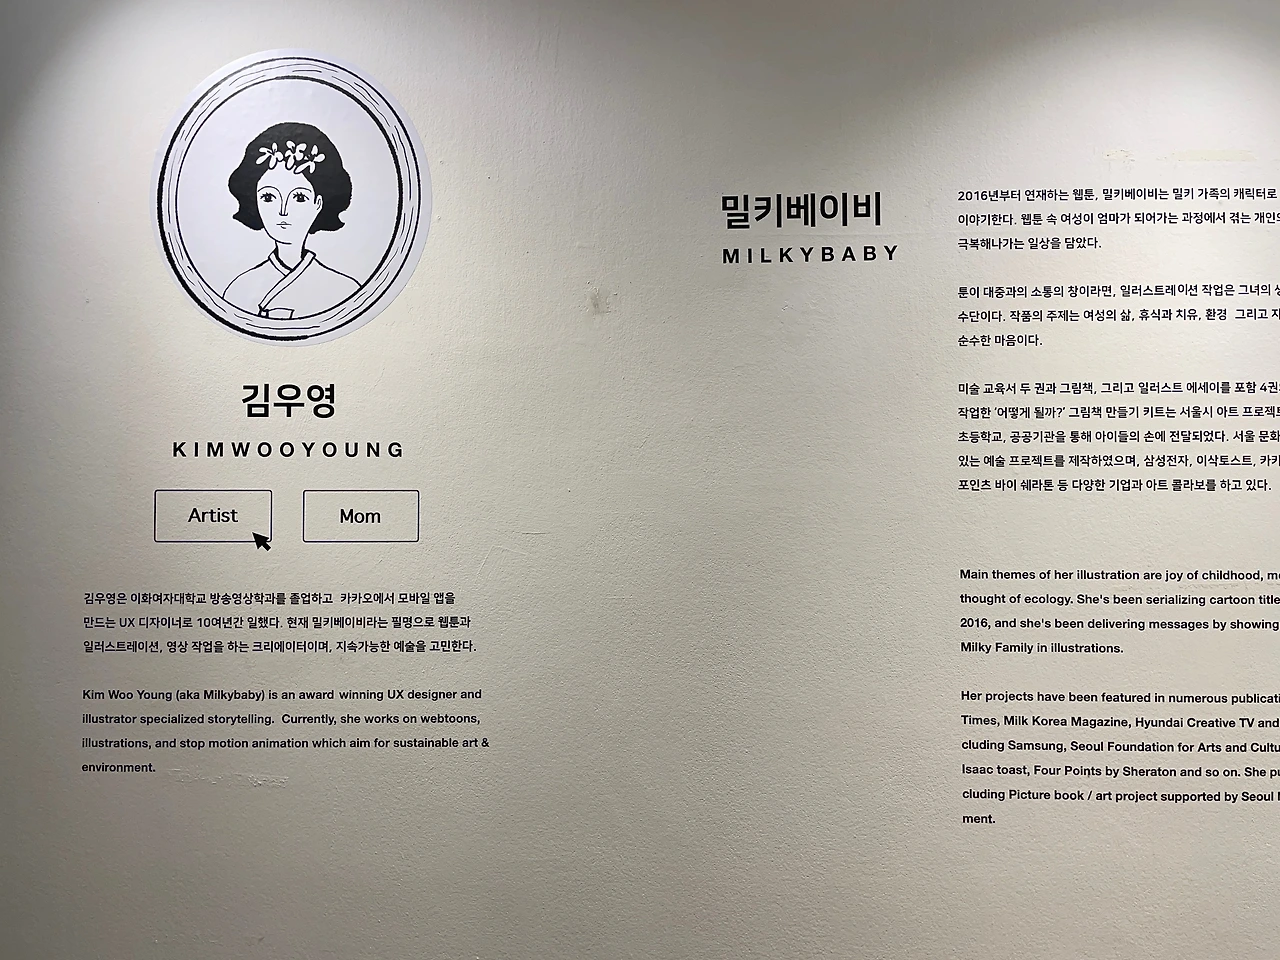 김우영
KIMWOOYOUNG
Artist
Mom
김우영은 이화여자대학교 방송영상학과를 졸업하고 카카오에서 모바일 앱을
만드는 UX 디자이너로 10여년간 일했다. 현재 밀키베이비라는 필명으로 웹툰과
일러스트레이션, 영상 작업을 하는 크리에이터이며, 지속가능한 예술을 고민한다.
Kim Woo Young (aka Milkybaby) is an award winning UX designer and
illustrator specialized storytelling. Currently, she works on webtoons,
illustrations, and stop motion animation which aim for sustainable art &
environment.
밀키베이비
MILKYBABY
2016년부터 연재하는 웹툰, 밀키베이비는 밀키 가족의 캐릭터로
이야기한다. 웹툰 속 여성이 엄마가 되어가는 과정에서 겪는
극복해나가는 일상을 담았다.
툰이 대중과의 소통의 창이라면, 일러스트레이션 작업은 그녀의
수단이다. 작품의 주제는 여성의 삶, 휴식과 치유, 환경 그리고
순수한 마음이다.
미술 교육서 두 권과 그림책, 그리고 일러스트 에세이를 포함
작업한 '어떻게 될까?' 그림책 만들기 키트는 서울시 아트
초등학교, 공공기관을 통해 아이들의 손에 전달되었다. 서울
있는 예술 프로젝트를 제작하였으며, 삼성전자, 이삭토스트,
포인츠 바이 쉐라톤 등 다양한 기업과 아트 콜라보를 하고 있다.
Main themes of her illustration are joy of childhood,
thought of ecology. She's been serializing cartoon
2016, and she's been delivering messages by showing
Milky Family in illustrations.
Her projects have been featured in numerous
Times, Milk Korea Magazine, Hyundai Creative TV and
cluding Samsung, Seoul Foundation for Arts and
Isaac toast, Four Points by Sheraton and so on. She
cluding Picture book / art project supported by Seoul
ment.